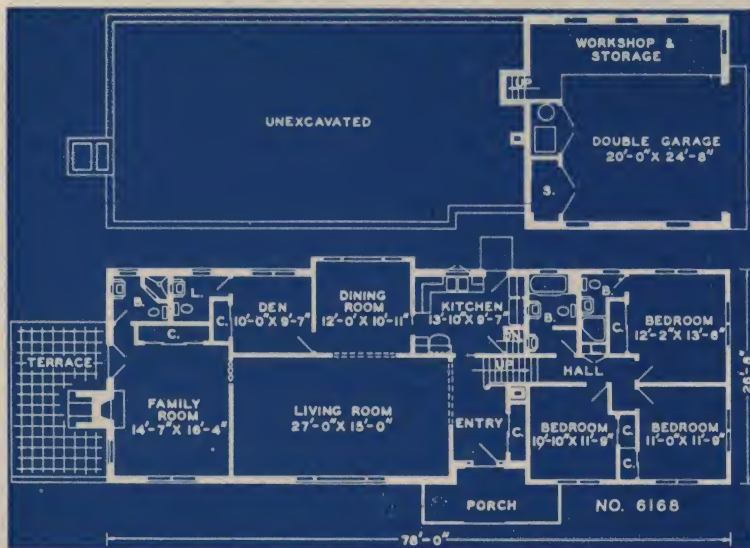 WORKSHOP &
STORAGE
UP
UNEXCAVATED
DOUBLE GARAGE
20'-0" X 24'-8"
S.
B.
L.
C.
DEN
10'-0" X 9'-7"
C.
DINING
ROOM
12'-0" X 10'-11"
KITCHEN
13'-10" X 9'-7"
B.
B.
C.
BEDROOM
12'-2" X 13'-6"
TERRACE
UP
HALL
FAMILY
ROOM
14'-7" X 16'-4"
LIVING ROOM
27'-0" X 15'-0"
ENTRY
C.
BEDROOM
10'-10" X 11'-9"
C.
C.
BEDROOM
11'-0" X 11'-9"
PORCH
NO. 6168
78'-0"